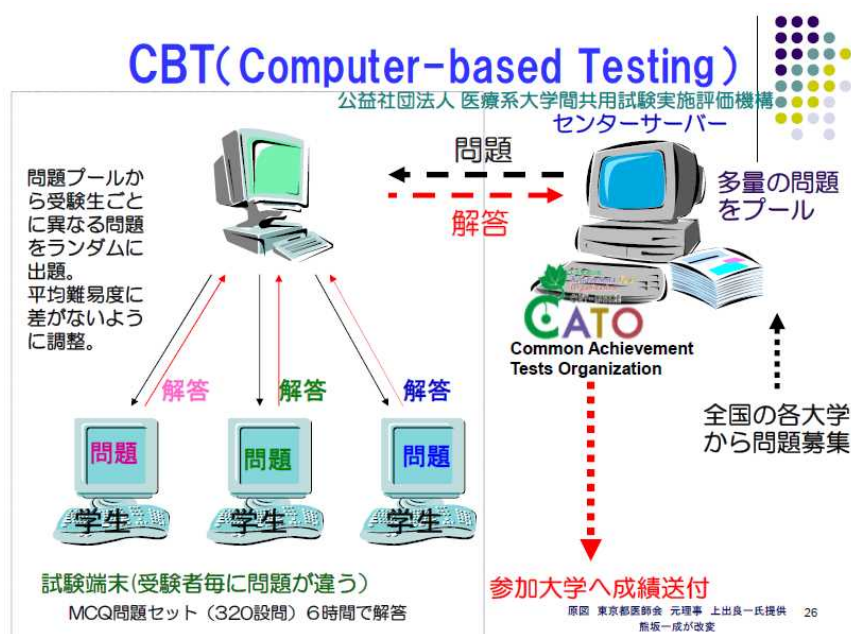 CBT(Computer-based Testing)
公益社団法人 医療系大学間共用試験実施評価機構
センターサーバー
問題プールか
ら受験生ごと
に異なる問題
をランダムに
出題。
平均難易度に
差がないよう
に調整。
問題
解答
多量の問題
をプール
CATO
Common Achievement
Tests Organization
解答
解答
解答
全国の各大学
から問題募集
問題
問題
問題
学生
学生
学生
試験端末(受験者毎に問題が違う)
MCQ問題セット（320設問）６時間で解答
参加大学へ成績送付
原図 東京都医師会 元理事 上出良一氏提供
熊坂一成が改変
26